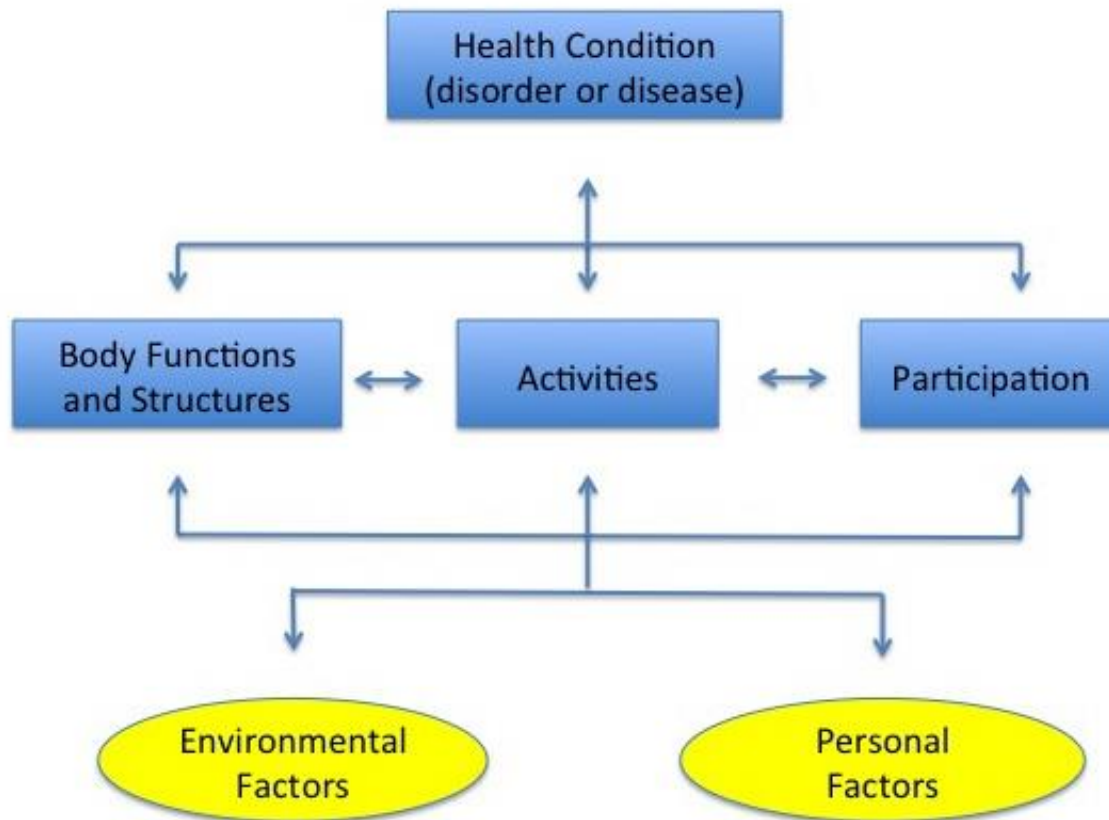 Health Condition
(disorder or disease)
Body Functions
and Structures
Activities
Participation
Environmental
Factors
Personal
Factors